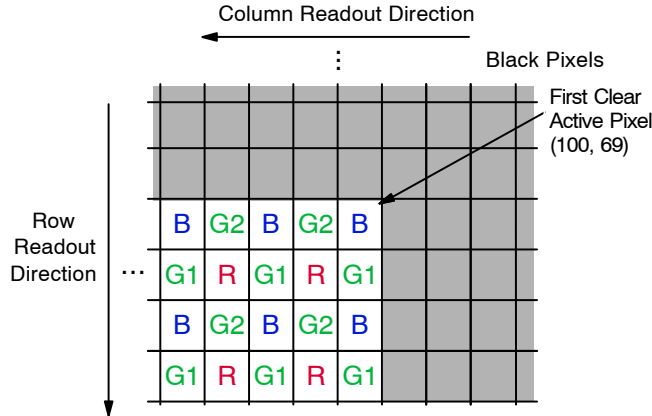 Column Readout Direction
Black Pixels
First Clear
Active Pixel
(100, 69)
Row
Readout
Direction
B G2 B G2 B
G1 R G1 R G1
B G2 B G2 B
G1 R G1 R G1